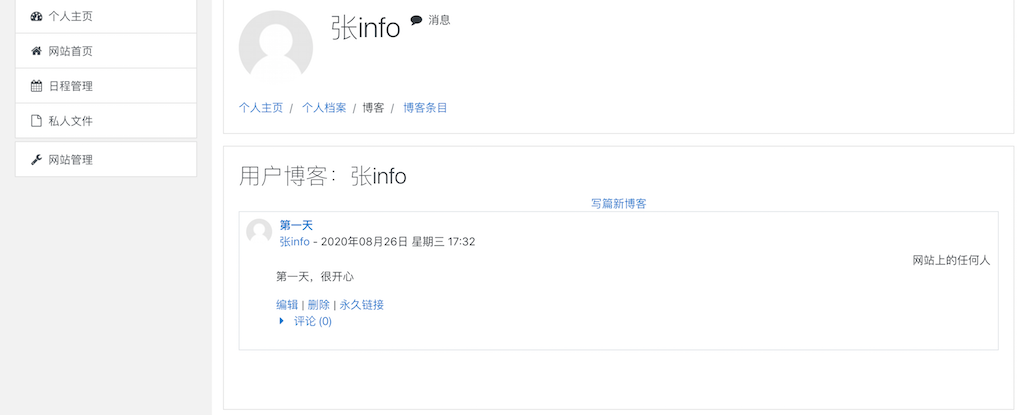 个人主页
网站首页
日程管理
私人文件
网站管理
张info 消息
个人主页 / 个人档案 / 博客 / 博客条目
用户博客：张info
写篇新博客
第一天
张info - 2020年08月26日 星期三 17:32
网站上的任何人
第一天，很开心
编辑 | 删除 | 永久链接
评论 (0)